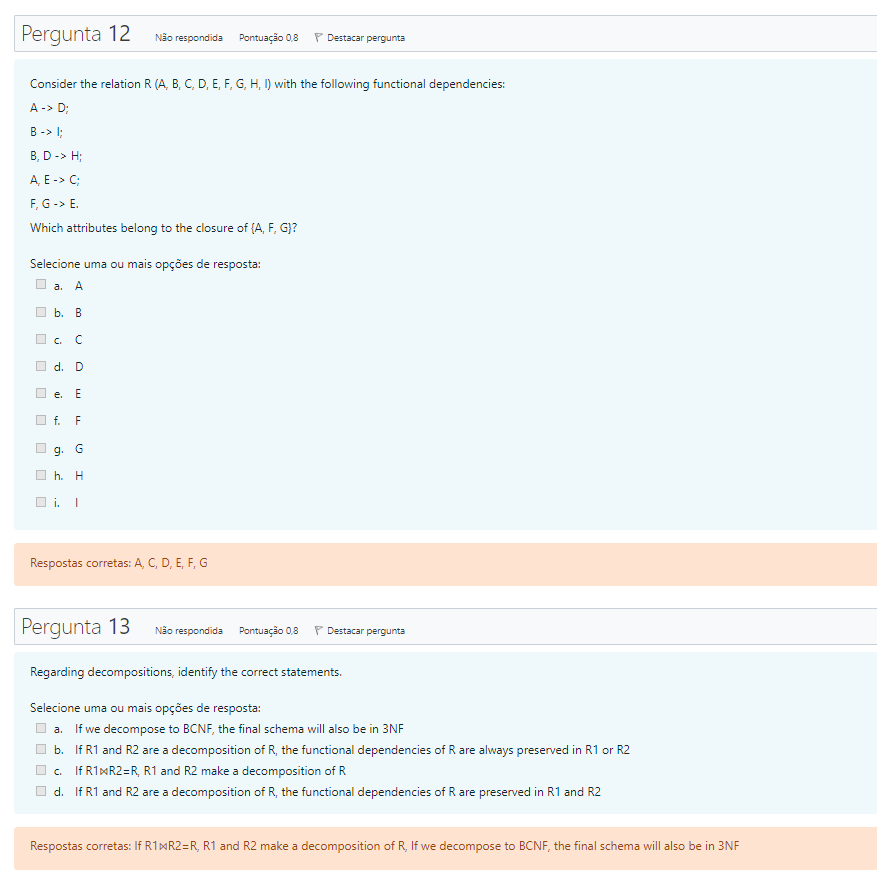 Pergunta 12 Não respondida Pontuação 0,8 Destacar pergunta
Consider the relation R (A, B, C, D, E, F, G, H, I) with the following functional dependencies:
A -> D;
B -> I;
B, D -> H;
A, E -> C;
F, G -> E.
Which attributes belong to the closure of {A, F, G}?
Selecione uma ou mais opções de resposta:
a. A
b. B
c. C
d. D
e. E
f. F
g. G
h. H
i. I
Respostas corretas: A, C, D, E, F, G
Pergunta 13 Não respondida Pontuação 0,8 Destacar pergunta
Regarding decompositions, identify the correct statements.
Selecione uma ou mais opções de resposta:
a. If we decompose to BCNF, the final schema will also be in 3NF
b. If R1 and R2 are a decomposition of R, the functional dependencies of R are always preserved in R1 or R2
c. If R1⋈R2=R, R1 and R2 make a decomposition of R
d. If R1 and R2 are a decomposition of R, the functional dependencies of R are preserved in R1 and R2
Respostas corretas: If R1⋈R2=R, R1 and R2 make a decomposition of R, If we decompose to BCNF, the final schema will also be in 3NF